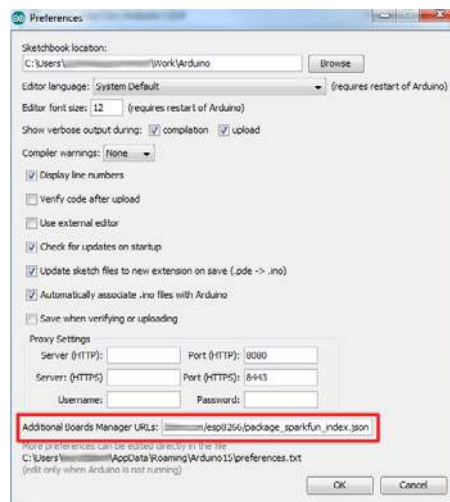 Preferences
Sketchbook location:
C:\Users\ \Work\Arduino Browse
Editor language: System Default (requires restart of Arduino)
Editor font size: 12 (requires restart of Arduino)
Show verbose output during: compilation upload
Compiler warnings: None
Display line numbers
Verify code after upload
Use external editor
Check for updates on startup
Update sketch files to new extension on save (.pde -> .ino)
Automatically associate .ino files with Arduino
Save when verifying or uploading
Proxy Settings
Server (HTTP): Port (HTTP): 8080
Server: (HTTPS) Port (HTTPS): 8443
Username: Password:
Additional Boards Manager URLs: /esp8266/package_sparkfun_index.json
More preferences can be edited directly in the file
C:\Users\ \AppData\Roaming\Arduino15\preferences.txt
(edit only when Arduino is not running)
OK Cancel